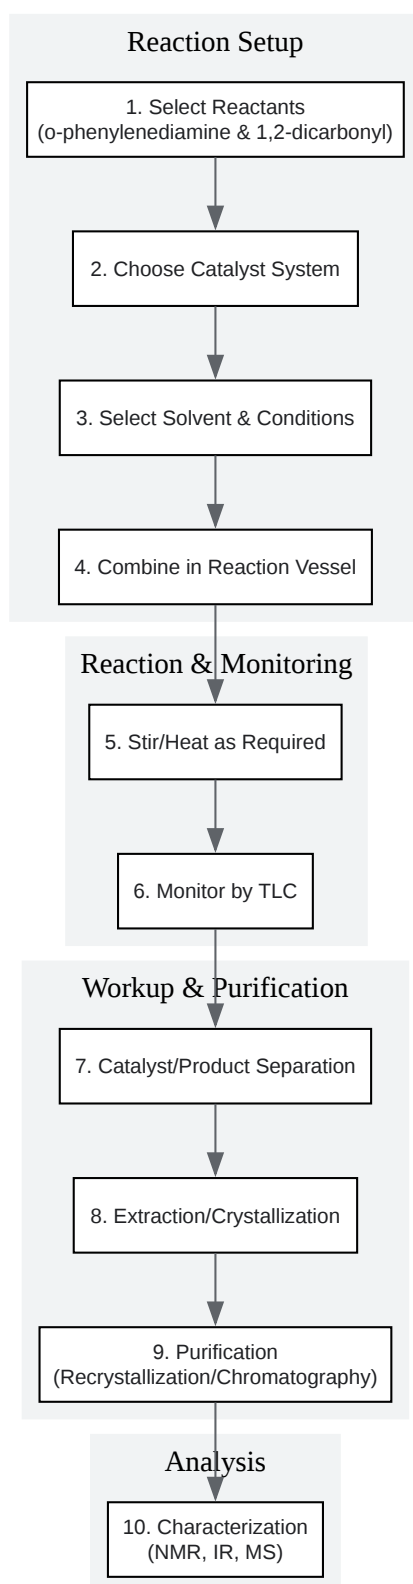 Reaction Setup
1. Select Reactants
(o-phenylenediamine & 1,2-dicarbonyl)
2. Choose Catalyst System
3. Select Solvent & Conditions
4. Combine in Reaction Vessel
Reaction & Monitoring
5. Stir/Heat as Required
6. Monitor by TLC
Workup & Purification
7. Catalyst/Product Separation
8. Extraction/Crystallization
9. Purification
(Recrystallization/Chromatography)
Analysis
10. Characterization
(NMR, IR, MS)